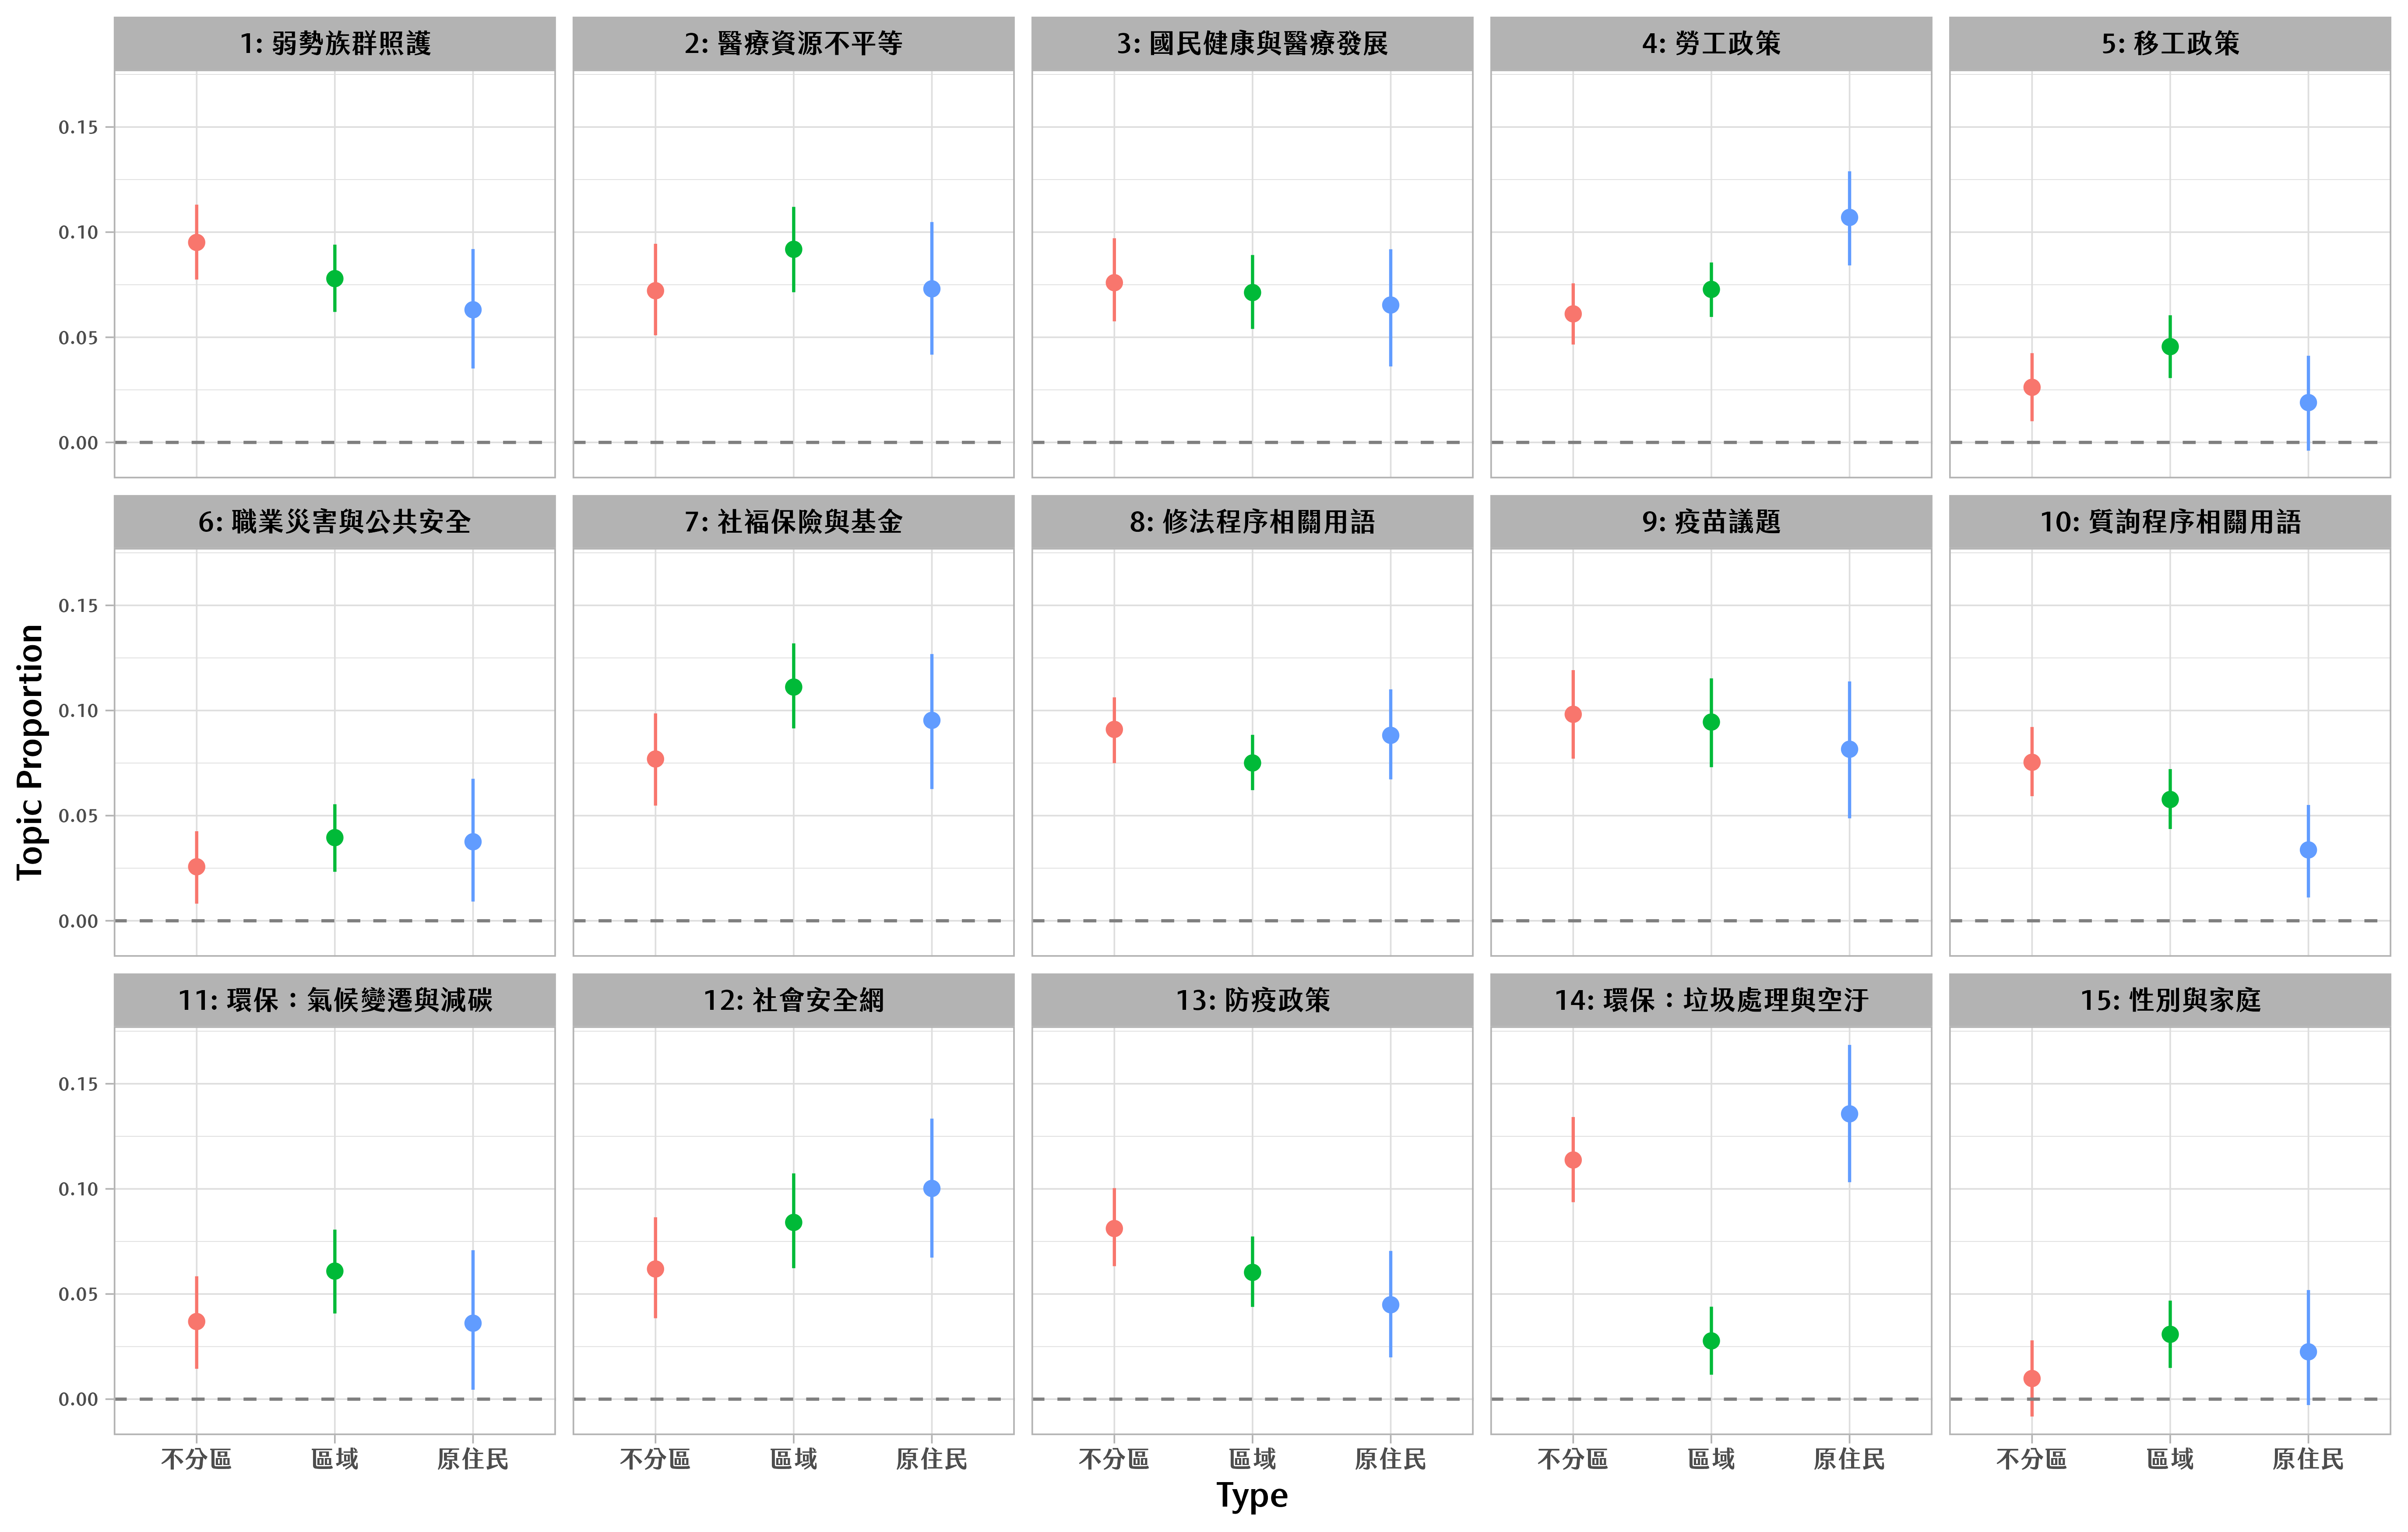 1: 弱勢族群照護
2: 醫療資源不平等
3: 國民健康與醫療發展
4: 勞工政策
5: 移工政策
0.15
0.10
0.05
0.00
6: 職業災害與公共安全
7: 社福保險與基金
8: 修法程序相關用語
9: 疫苗議題
10: 質詢程序相關用語
0.15
0.10
0.05
0.00
Topic Proportion
11: 環保：氣候變遷與減碳
12: 社會安全網
13: 防疫政策
14: 環保：垃圾處理與空汙
15: 性別與家庭
0.15
0.10
0.05
0.00
不分區 區域 原住民 不分區 區域 原住民 不分區 區域 原住民 不分區 區域 原住民 不分區 區域 原住民
Type